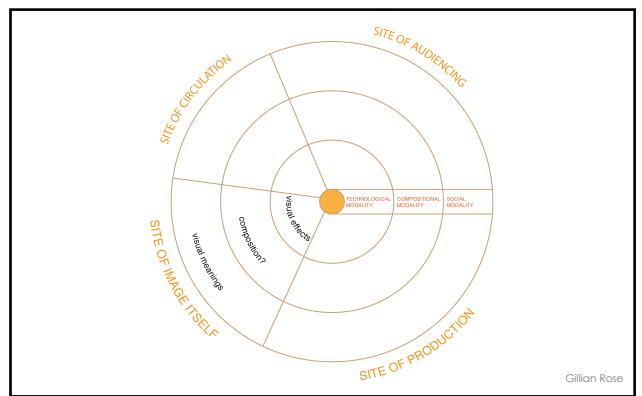 SITE OF CIRCULATION
SITE OF AUDIENCING
TECHNOLOGICAL
MODALITY
COMPOSITIONAL
MODALITY
SOCIAL
MODALITY
visual effects
composition?
visual meanings
SITE OF IMAGE ITSELF
SITE OF PRODUCTION
Gillian Rose